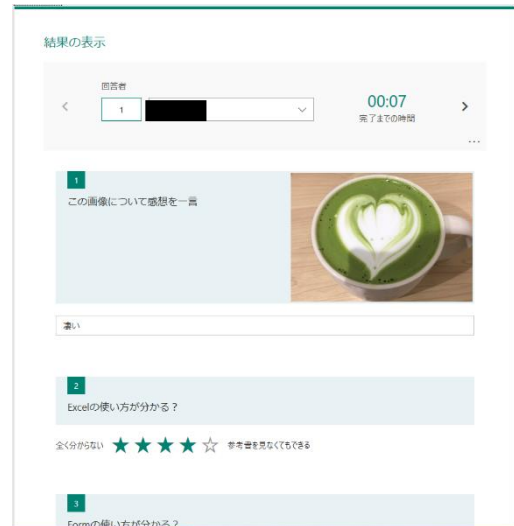 結果の表示
回答者
1
00:07
完了までの時間
1
この画像について感想を一言
凄い
2
Excelの使い方が分かる？
全く分からない
参考書を見なくてもできる
3
Formの使い方が分かる？